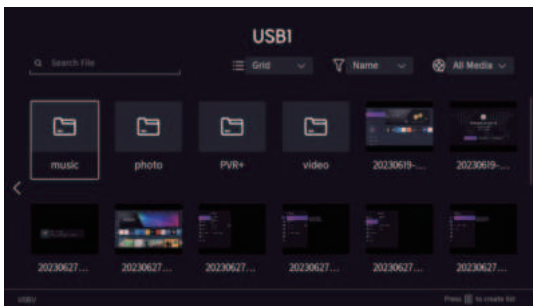 USB1
Search File
Grid
Name
All Media
music
photo
PVR+
video
20230619-...
20230619-...
20230627...
20230627...
20230627...
20230627...
20230627...
20230627...
USB1/
Press to create list